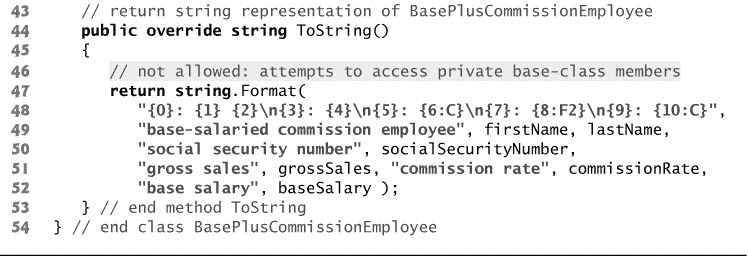 43 // return string representation of BasePlusCommissionEmployee
44 public override string ToString()
45 {
46 // not allowed: attempts to access private base-class members
47 return string.Format(
48 "{0}: {1} {2}\n{3}: {4}\n{5}: {6:C}\n{7}: {8:F2}\n{9}: {10:C}",
49 "base-salaried commission employee", firstName, lastName,
50 "social security number", socialSecurityNumber,
51 "gross sales", grossSales, "commission rate", commissionRate,
52 "base salary", baseSalary );
53 } // end method ToString
54 } // end class BasePlusCommissionEmployee